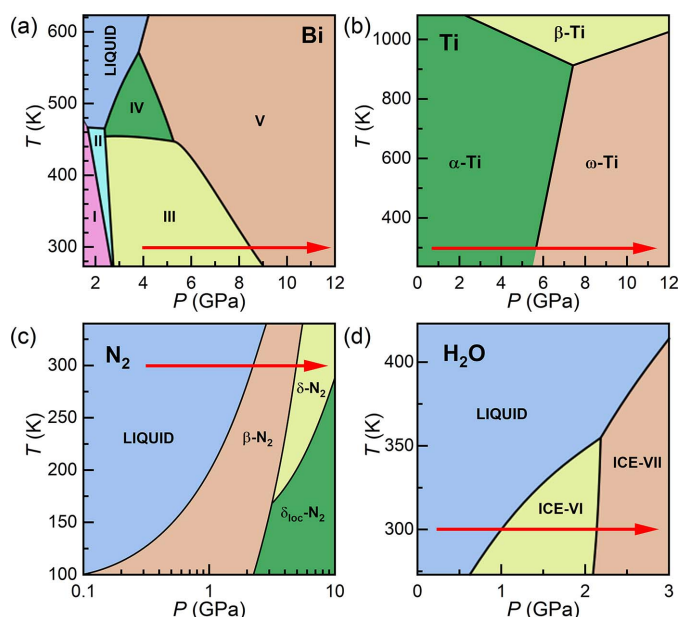 (a)
Bi
600
550
500
450
400
350
300
T (K)
LIQUID
IV
V
II
I
III
2 4 6 8 10 12
P (GPa)
(b)
Ti
β-Ti
1000
800
600
400
T (K)
α-Ti
ω-Ti
0 2 4 6 8 10 12
P (GPa)
(c)
N2
300
250
200
150
100
T (K)
LIQUID
β-N2
δ-N2
δloc-N2
0.1 1 10
P (GPa)
(d)
H2O
400
350
300
T (K)
LIQUID
ICE-VII
ICE-VI
0 1 2 3
P (GPa)